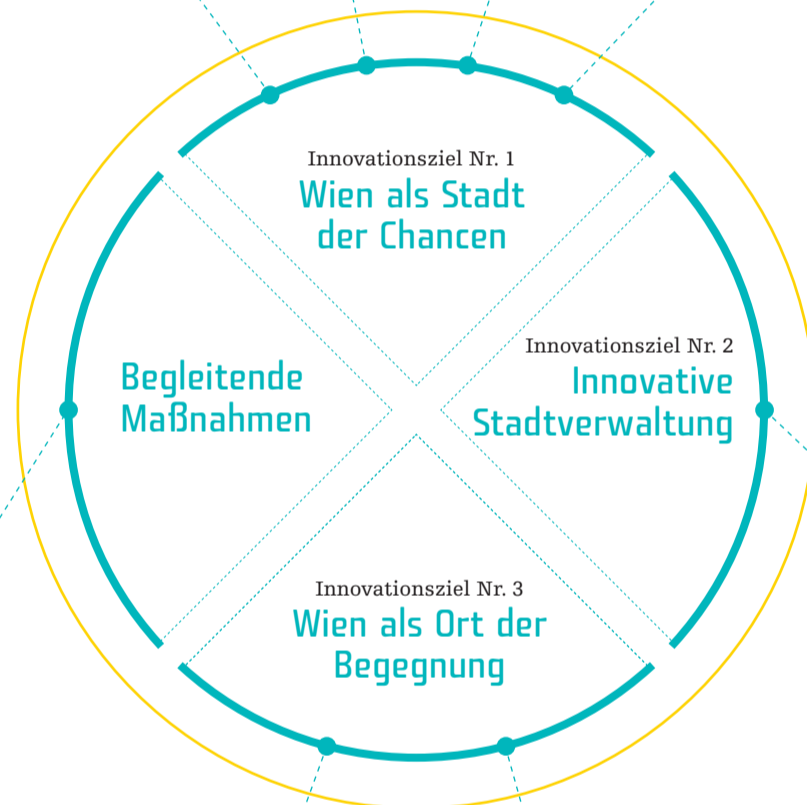 Innovationsziel Nr. 1
Wien als Stadt
der Chancen
Innovationsziel Nr. 2
Innovative
Stadtverwaltung
Begleitende
Maßnahmen
Innovationsziel Nr. 3
Wien als Ort der
Begegnung